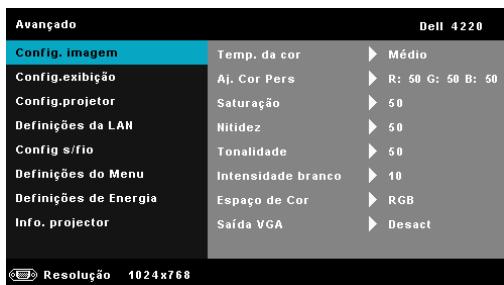 Avançado Dell 4220
Config. imagem
Config.exibição
Config.projetor
Definições da LAN
Config s/fio
Definições do Menu
Definições de Energia
Info. projector
Temp. da cor Médio
Aj. Cor Pers R: 50 G: 50 B: 50
Saturação 50
Nitidez 50
Tonalidade 50
Intensidade branco 10
Espaço de Cor RGB
Saída VGA Desact
Resolução 1024x768